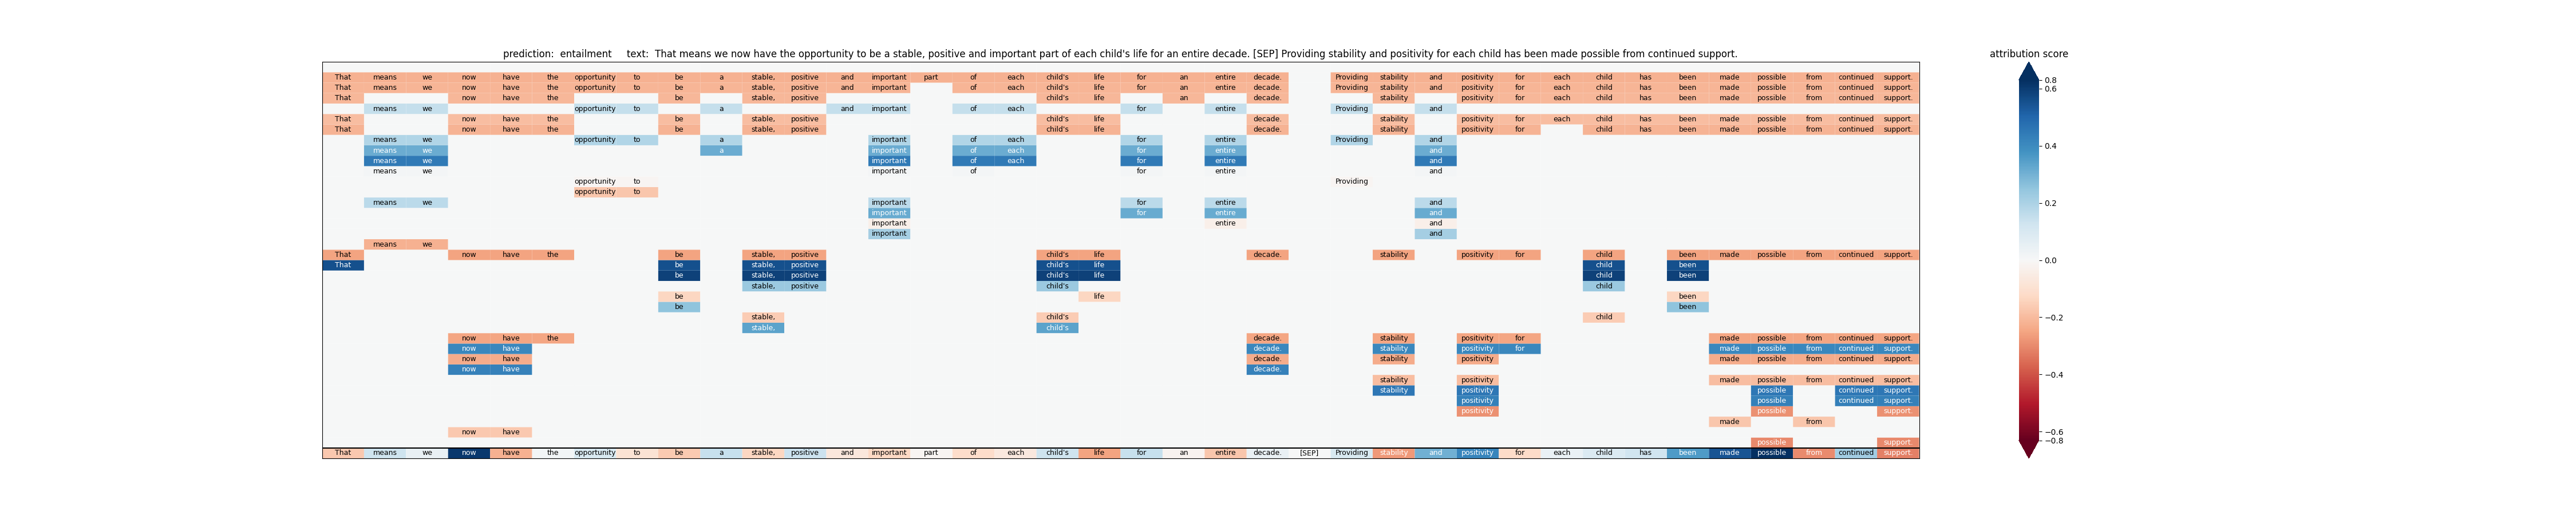 prediction: entailment text: That means we now have the opportunity to be a stable, positive and important part of each child's life for an entire decade. [SEP] Providing stability and positivity for each child has been made possible from continued support.
attribution score
That means we now have the opportunity to be a stable, positive and important part of each child's life for an entire decade. Providing stability and positivity for each child has been made possible from continued support.
That means we now have the opportunity to be a stable, positive and important of each child's life for an entire decade. Providing stability and positivity for each child has been made possible from continued support.
That now have the be stable, positive child's life an decade. Providing stability positivity for each child has been made possible from continued support.
means we opportunity to a and important of each for entire Providing and
That now have the be stable, positive child's life decade. stability positivity for each child has been made possible from continued support.
That now have the be stable, positive child's life decade. stability positivity for child has been made possible from continued support.
means we opportunity to a important of each for entire Providing and
means we a important of each for entire and
means we important of each for entire and
means we important of for entire and
opportunity to Providing
opportunity to
means we important for entire and
important for entire and
important entire and
important and
means we
That now have the be stable, positive child's life decade. stability positivity for child been made possible from continued support.
That be stable, positive child's life child been
be stable, positive child's life child been
stable, positive child's child
be life been
be been
stable, child's child
stable, child's
now have the decade. stability positivity for made possible from continued support.
now have decade. stability positivity for made possible from continued support.
now have decade. stability positivity made possible from continued support.
now have decade.
stability positivity made possible from continued support.
stability positivity possible continued support.
positivity possible continued support.
positivity possible support.
made from
now have
possible support.
That means we now have the opportunity to be a stable, positive and important part of each child's life for an entire decade. [SEP] Providing stability and positivity for each child has been made possible from continued support.
0.8
0.6
0.4
0.2
0.0
−0.2
−0.4
−0.6
−0.8